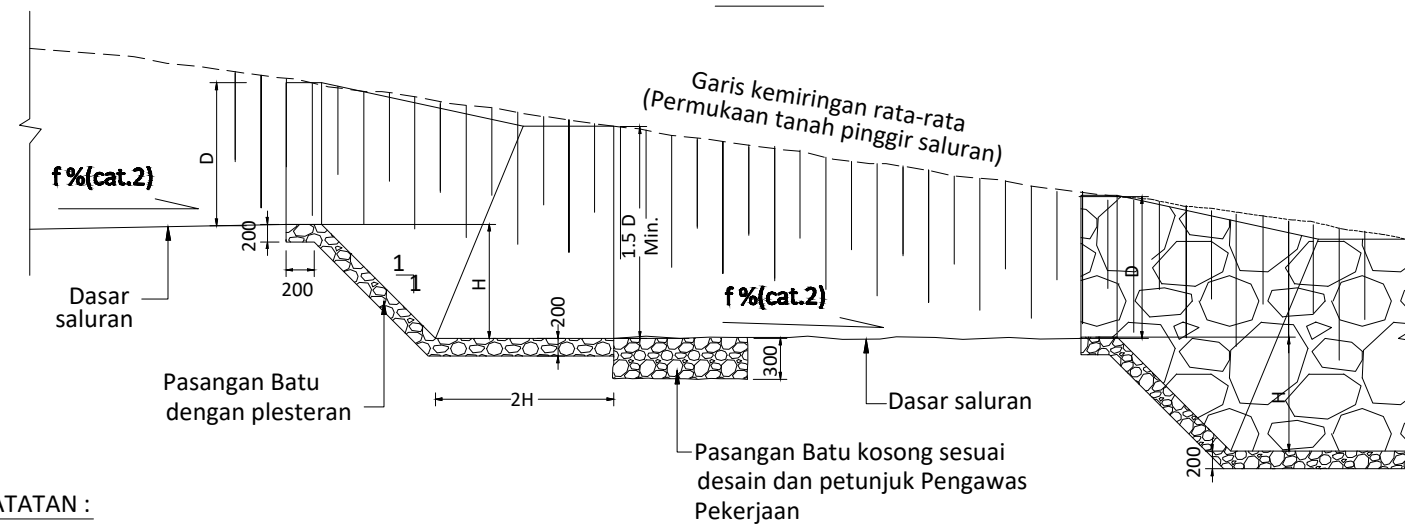 Garis kemiringan rata-rata
(Permukaan tanah pinggir saluran)
D
f %(cat.2)
200
200
1
1
H
1.5 D
Min.
Dasar
saluran
200
f %(cat.2)
300
D
H
200
Pasangan Batu
dengan plesteran
2H
Dasar saluran
Pasangan Batu kosong sesuai
desain dan petunjuk Pengawas
Pekerjaan
ATATAN :